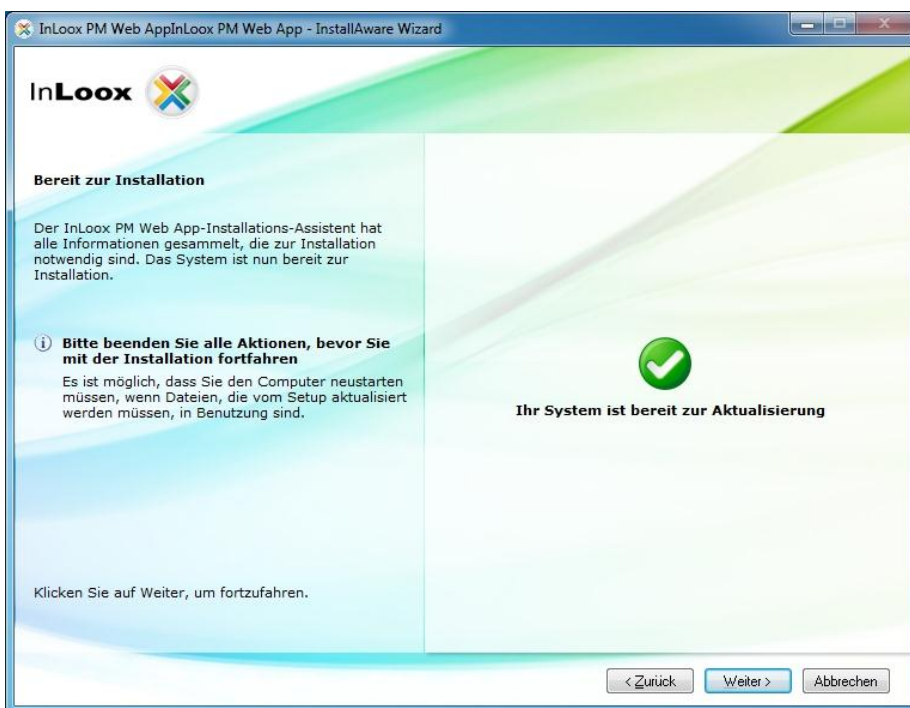 InLoox PM Web AppInLoox PM Web App - InstallAware Wizard
InLoox
Bereit zur Installation
Der InLoox PM Web App-Installations-Assistent hat
alle Informationen gesammelt, die zur Installation
notwendig sind. Das System ist nun bereit zur
Installation.
Bitte beenden Sie alle Aktionen, bevor Sie
mit der Installation fortfahren
Es ist möglich, dass Sie den Computer neustarten
müssen, wenn Dateien, die vom Setup aktualisiert
werden müssen, in Benutzung sind.
Ihr System ist bereit zur Aktualisierung
Klicken Sie auf Weiter, um fortzufahren.
< Zurück
Weiter >
Abbrechen